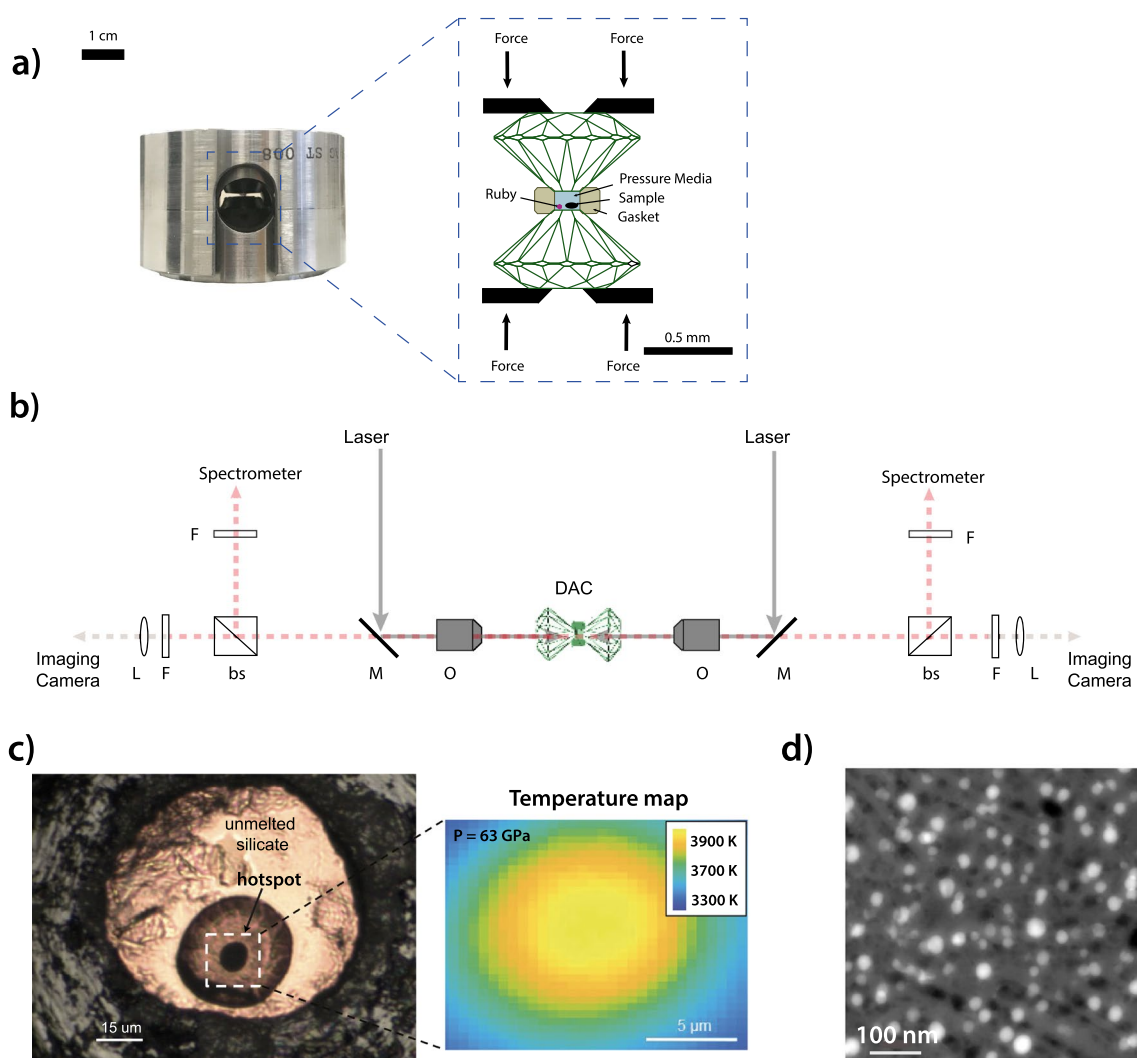 a)
1 cm
Force
Force
Ruby
Pressure Media
Sample
Gasket
0.5 mm
Force
Force
b)
Laser
Laser
Spectrometer
Spectrometer
F
F
DAC
Imaging
Camera
L
F
bs
M
O
O
M
bs
F
L
Imaging
Camera
c)
unmelted
silicate
hotspot
15 um
Temperature map
P = 63 GPa
3900 K
3700 K
3300 K
5 µm
d)
100 nm